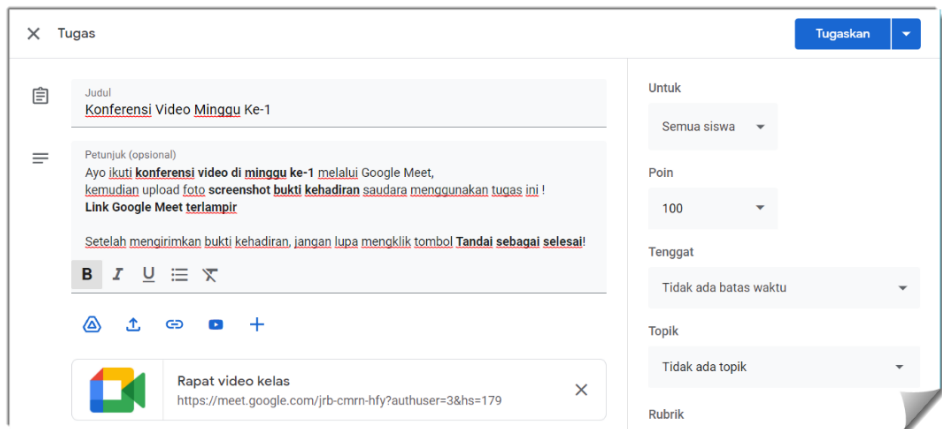 Tugas
Tugaskan
Judul
Konferensi Video Minggu Ke-1
Petunjuk (opsional)
Ayo ikuti konferensi video di minggu ke-1 melalui Google Meet,
kemudian upload foto screenshot bukti kehadiran saudara menggunakan tugas ini !
Link Google Meet terlampir
Setelah mengirimkan bukti kehadiran, jangan lupa mengklik tombol Tandai sebagai selesai!
B I U
Rapat video kelas
https://meet.google.com/jrb-cmrn-hfy?authuser=3&hs=179
Untuk
Semua siswa
Poin
100
Tenggat
Tidak ada batas waktu
Topik
Tidak ada topik
Rubrik